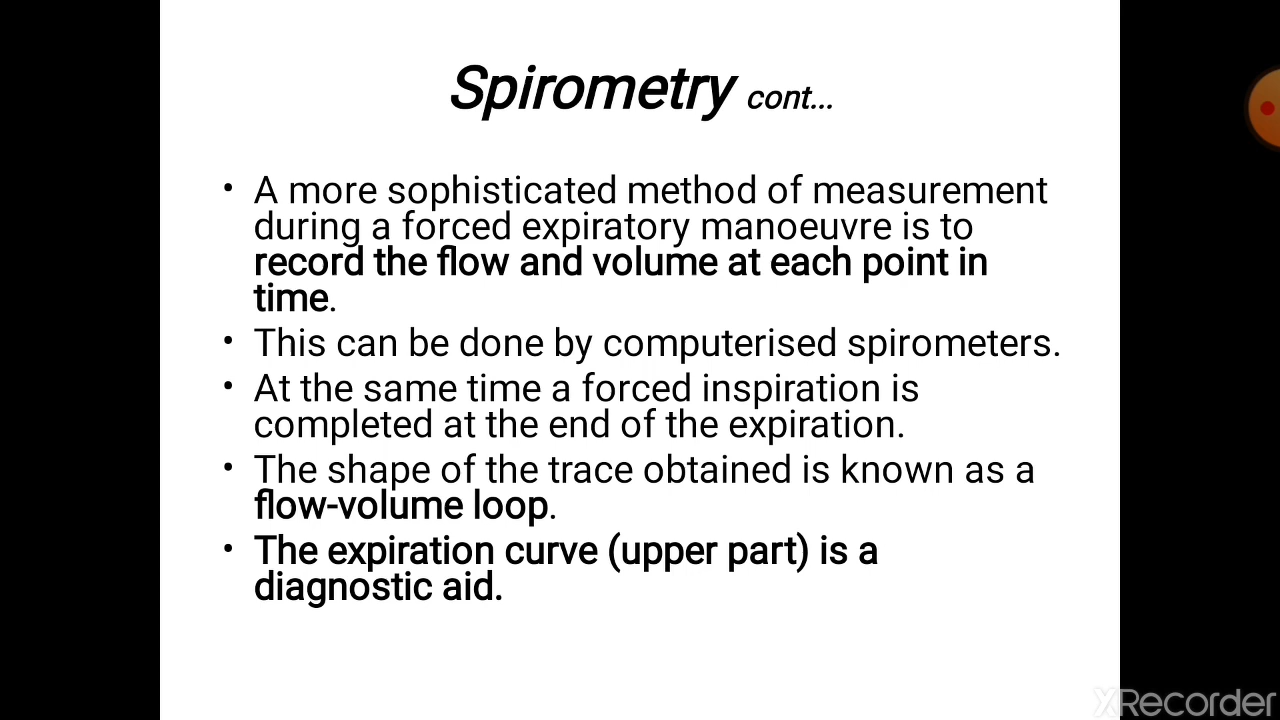 Spirometry cont...
• A more sophisticated method of measurement
during a forced expiratory manoeuvre is to
record the flow and volume at each point in
time.
• This can be done by computerised spirometers.
• At the same time a forced inspiration is
completed at the end of the expiration.
• The shape of the trace obtained is known as a
flow-volume loop.
• The expiration curve (upper part) is a
diagnostic aid.
XRecorder